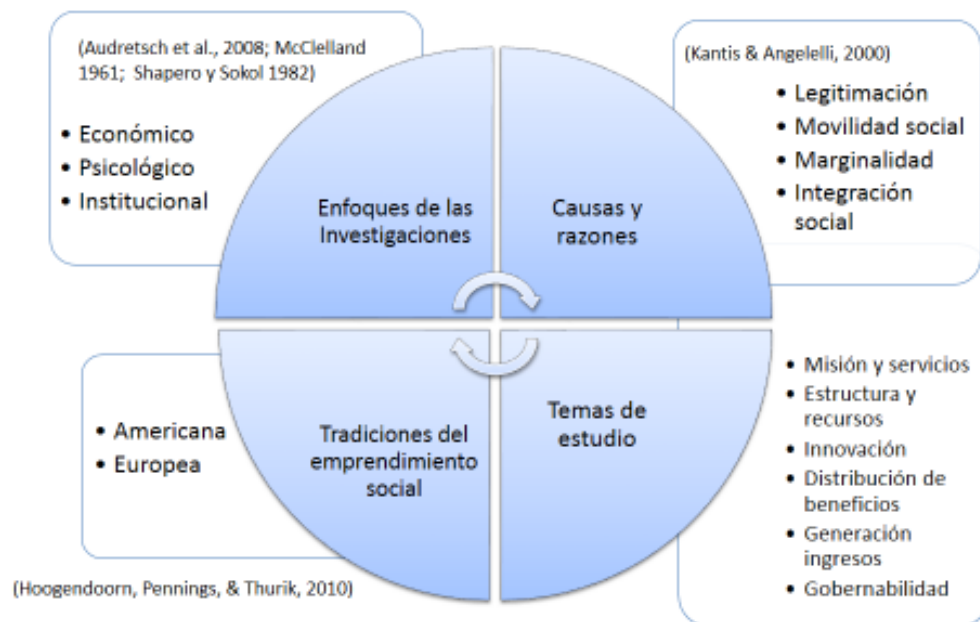 (Audretsch et al., 2008; McClelland
1961; Shapero y Sokol 1982)
• Económico
• Psicológico
• Institucional
Enfoques de las
Investigaciones
(Kantis & Angelelli, 2000)
• Legitimación
• Movilidad social
• Marginalidad
• Integración
social
Causas y
razones
• Americana
• Europea
Tradiciones del
emprendimiento
social
(Hoogendoorn, Pennings, & Thurik, 2010)
Temas de
estudio
• Misión y servicios
• Estructura y
recursos
• Innovación
• Distribución de
beneficios
• Generación
ingresos
• Gobernabilidad